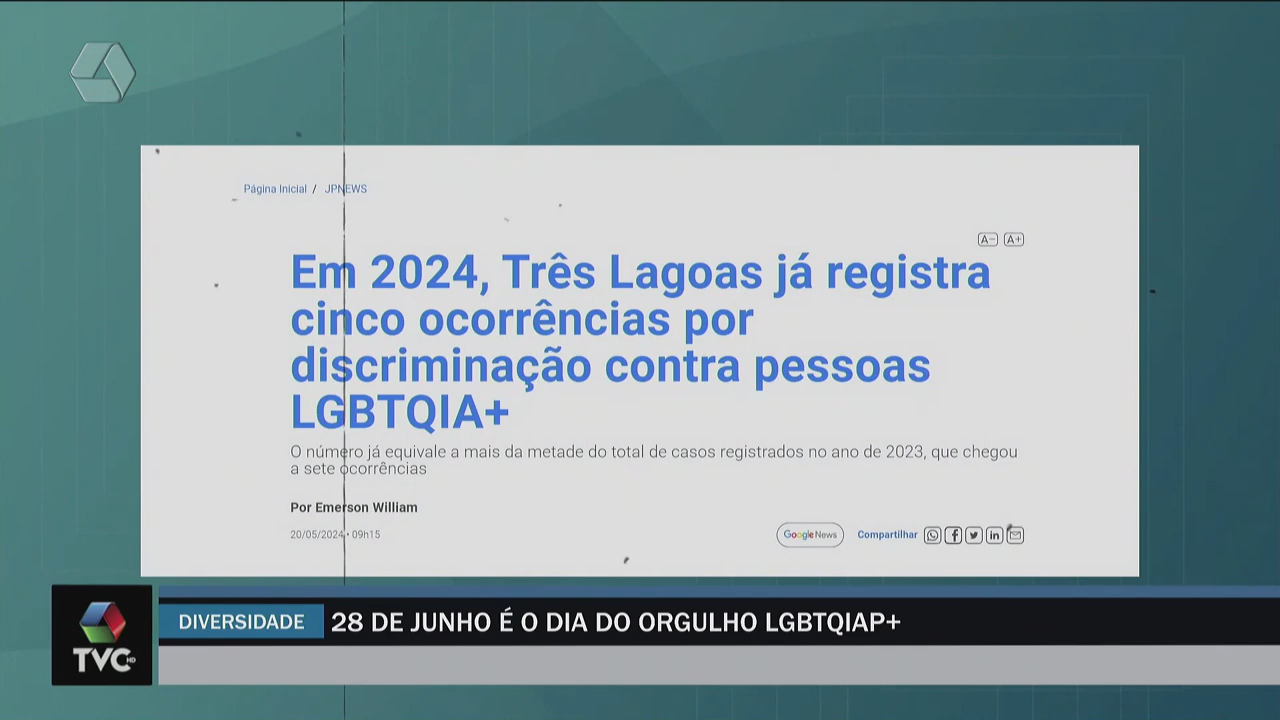 Página Inicial / JPNEWS
A- A+
Em 2024, Três Lagoas já registra
cinco ocorrências por
discriminação contra pessoas
LGBTQIA+
O número já equivale a mais da metade do total de casos registrados no ano de 2023, que chegou
a sete ocorrências
Por Emerson William
20/05/2024 • 09h15
Google News Compartilhar
DIVERSIDADE 28 DE JUNHO É O DIA DO ORGULHO LGBTQIAP+
TVC HD